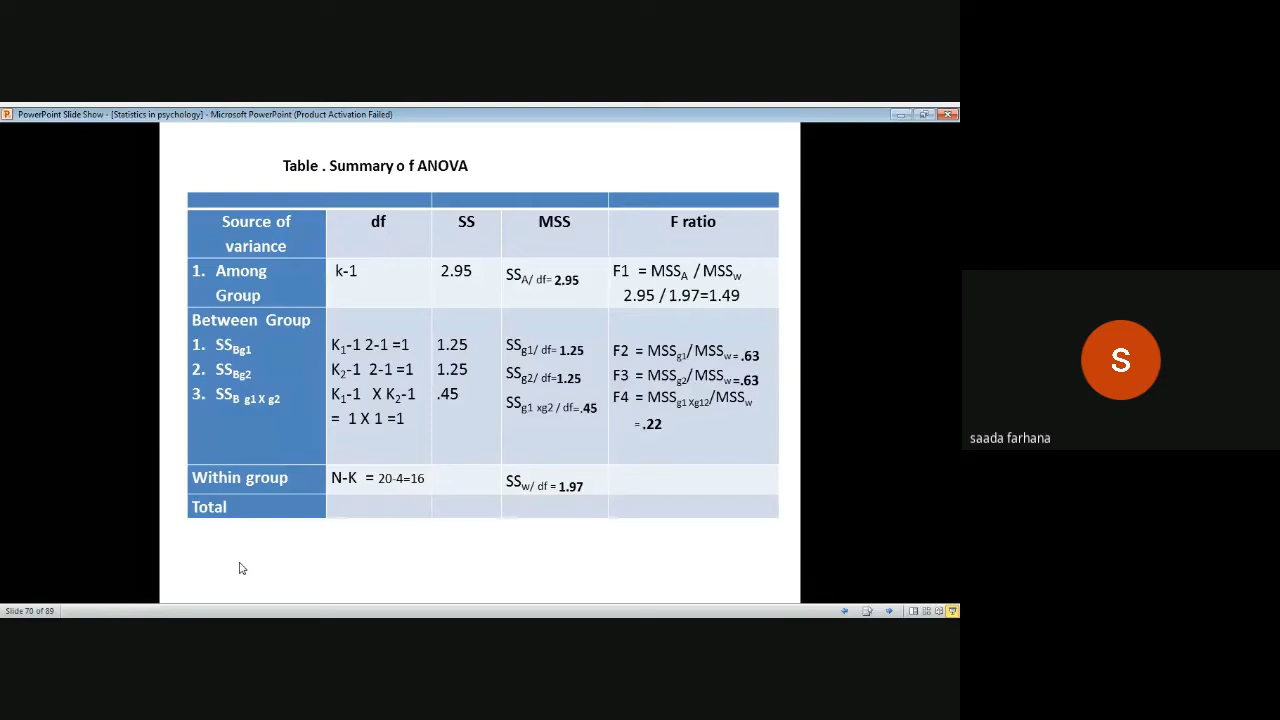 PowerPoint Slide Show - [Statistics in psychology] - Microsoft PowerPoint (Product Activation Failed)
Table . Summary o f ANOVA
Source of variance df SS MSS F ratio
1. Among Group k-1 2.95 SSA/ df= 2.95 F1 = MSSA / MSSw
2.95 / 1.97=1.49
Between Group
1. SSBg1 K1-1 2-1 =1 1.25 SSg1/ df= 1.25 F2 = MSSg1/MSSw = .63
2. SSBg2 K2-1 2-1 =1 1.25 SSg2/ df=1.25 F3 = MSSg2/MSSw =.63
3. SSB g1 X g2 K1-1 X K2-1 .45 SSg1 xg2 / df=.45 F4 = MSSg1 Xg12/MSSw
= 1 X 1 =1 = .22
Within group N-K = 20-4=16 SSw/ df = 1.97
Total
Slide 70 of 89
S
saada farhana